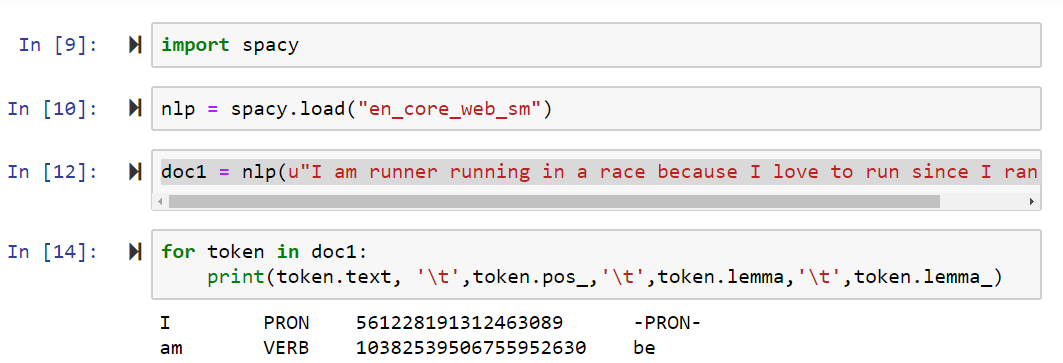 In [9]: import spacy
In [10]: nlp = spacy.load("en_core_web_sm")
In [12]: doc1 = nlp(u"I am runner running in a race because I love to run since I ran
In [14]: for token in doc1:
print(token.text, '\t',token.pos_,'\t',token.lemma,'\t',token.lemma_)
I PRON 561228191312463089 -PRON-
am VERB 10382539506755952630 be